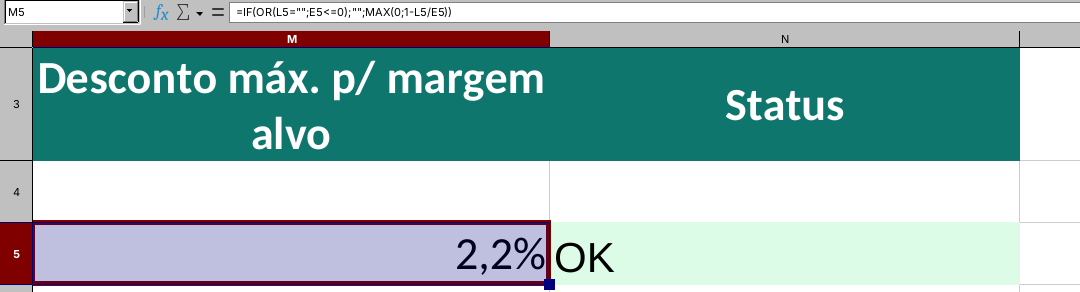 M5
fx Σ = =IF(OR(L5="";E5<=0);"";MAX(0;1-L5/E5))
M N
3
Desconto máx. p/ margem
alvo
Status
4
5
2,2%
OK